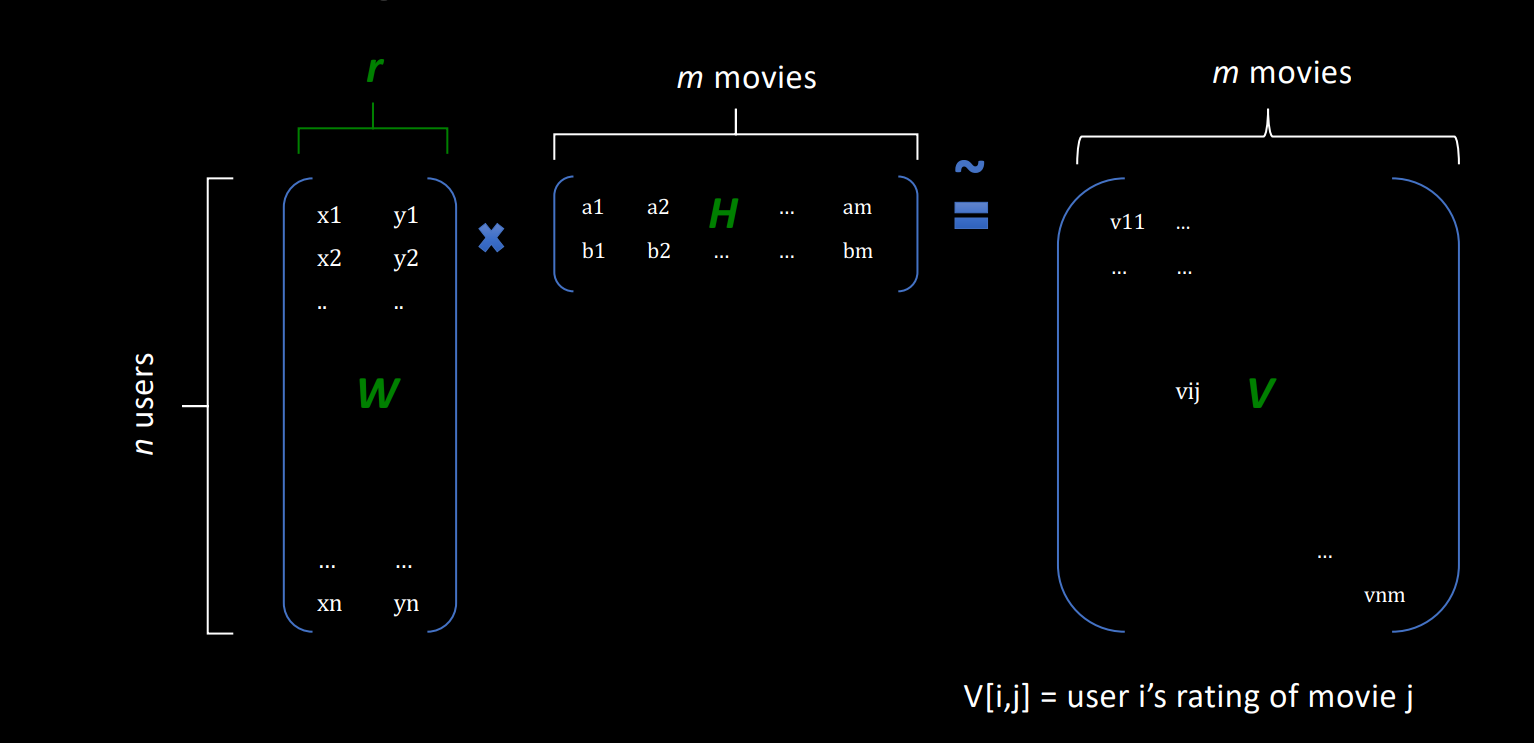 r
m movies
m movies
n users
x1 y1
x2 y2
.. ..
W
... ...
xn yn
×
a1 a2 H ... am
b1 b2 ... ... bm
~
=
v11 ...
... ...
vij V
...
vnm
V[i,j] = user i’s rating of movie j